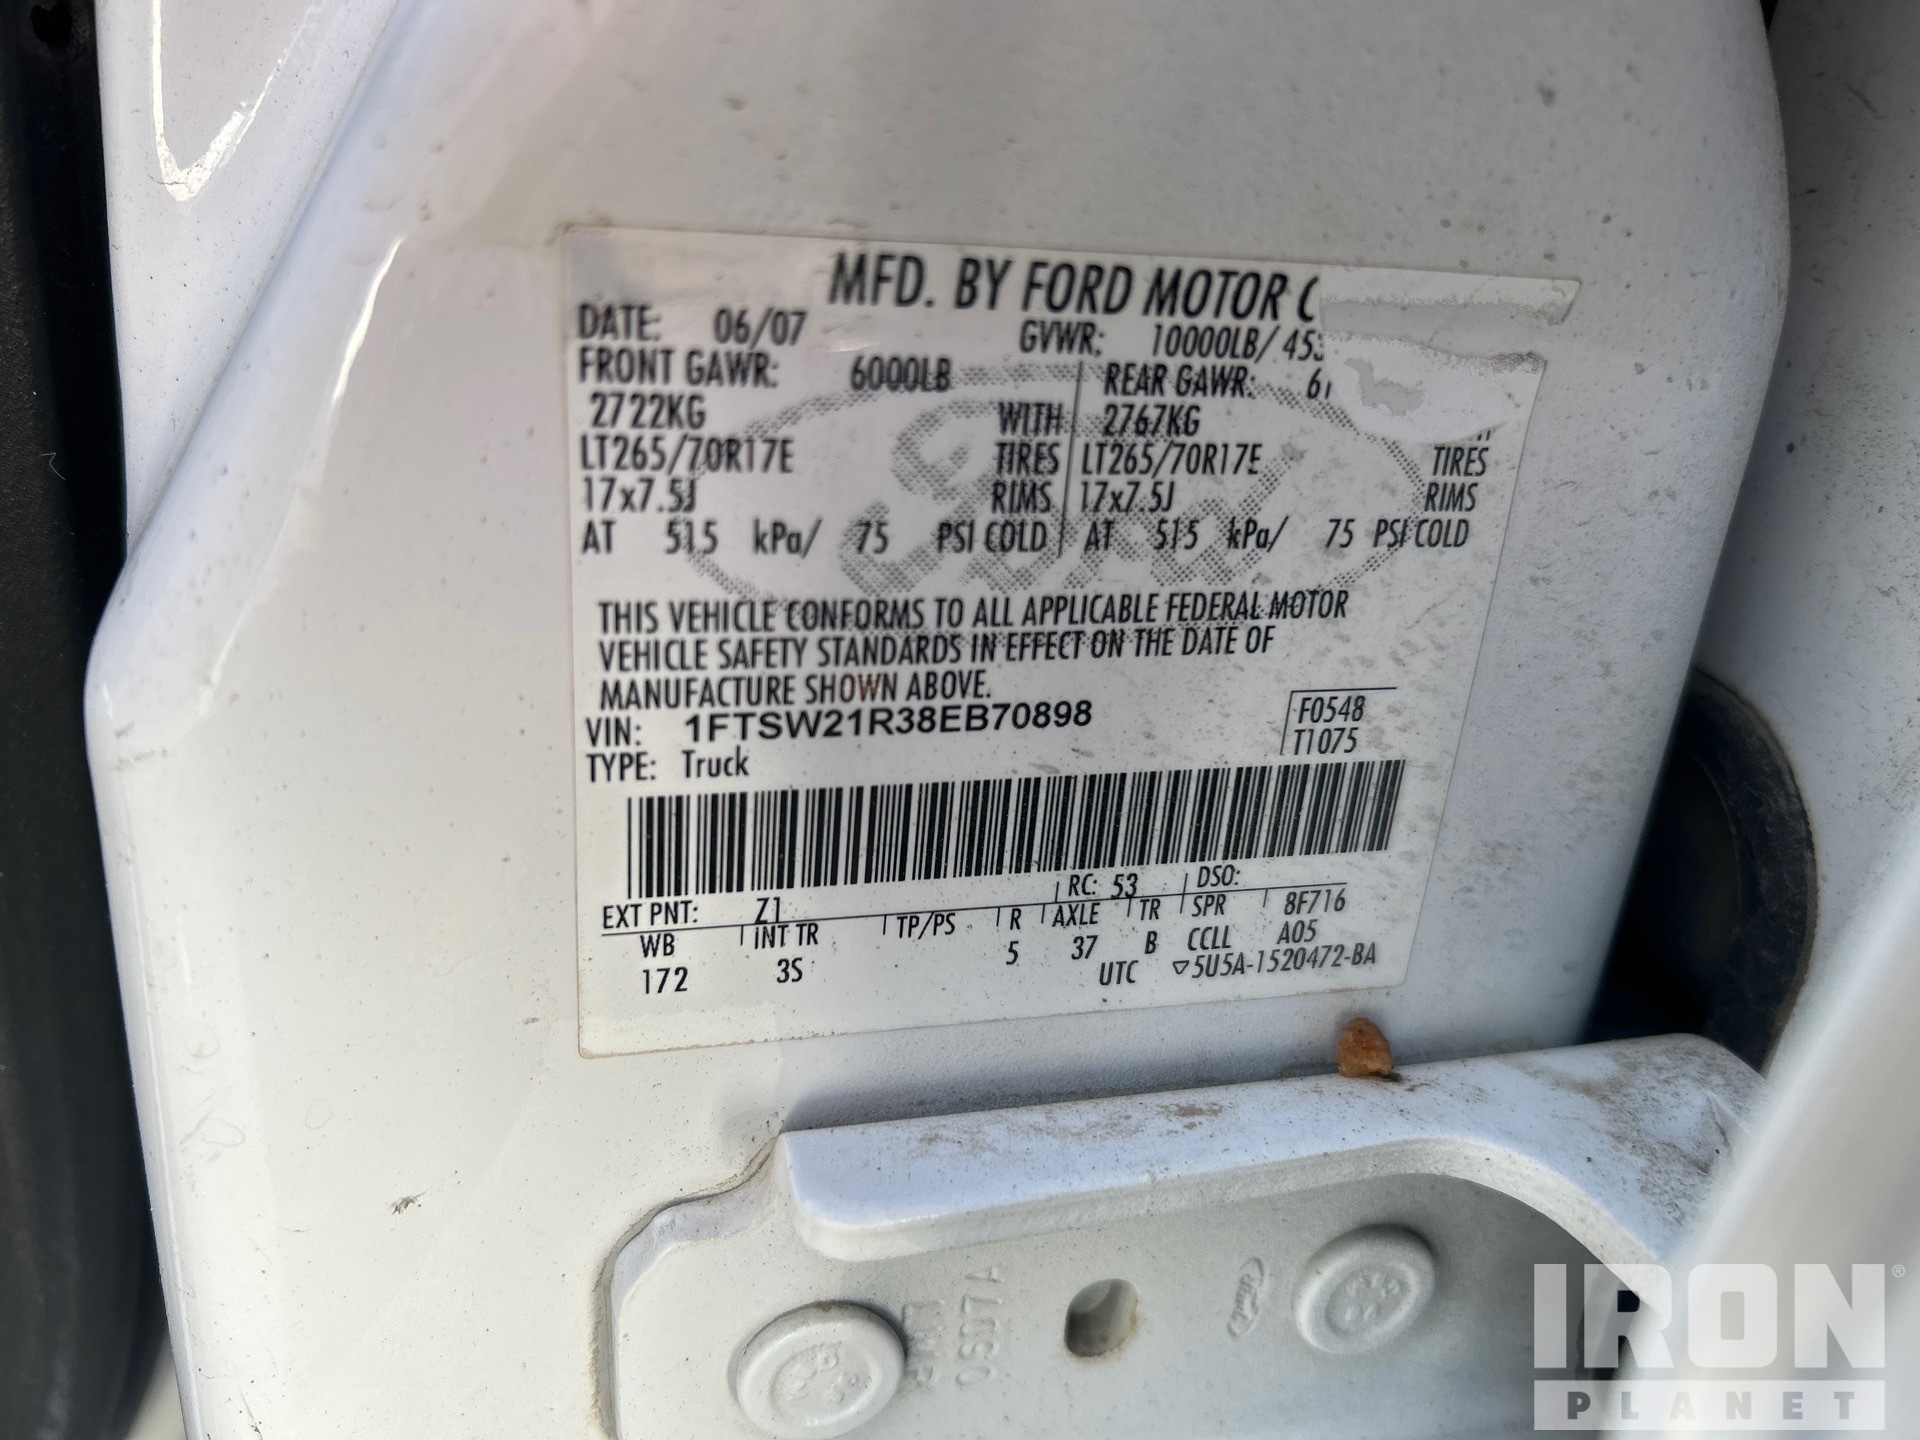 MFD. BY FORD MOTOR
DATE: 06/07 GVWR: 10000LB/
FRONT GAWR: 6000LB REAR GAWR:
2722KG WITH 2767KG
LT265/70R17E TIRES LT265/70R17E TIRES
17x7.5J RIMS 17x7.5J RIMS
AT 515 kPa/ 75 PSI COLD AT 515 kPa/ 75 PSI COLD
THIS VEHICLE CONFORMS TO ALL APPLICABLE FEDERAL MOTOR
VEHICLE SAFETY STANDARDS IN EFFECT ON THE DATE OF
MANUFACTURE SHOWN ABOVE.
VIN: 1FTSW21R38EB70898 F0548
TYPE: Truck T1075
EXT PNT: Z1 RC: 53 DSO:
WB INT TR TP/PS R AXLE TR SPR 8F716
172 3S 5 37 B CCLL A05
UTC ▽5U5A-1520472-BA
Ford
IRON®
PLANET